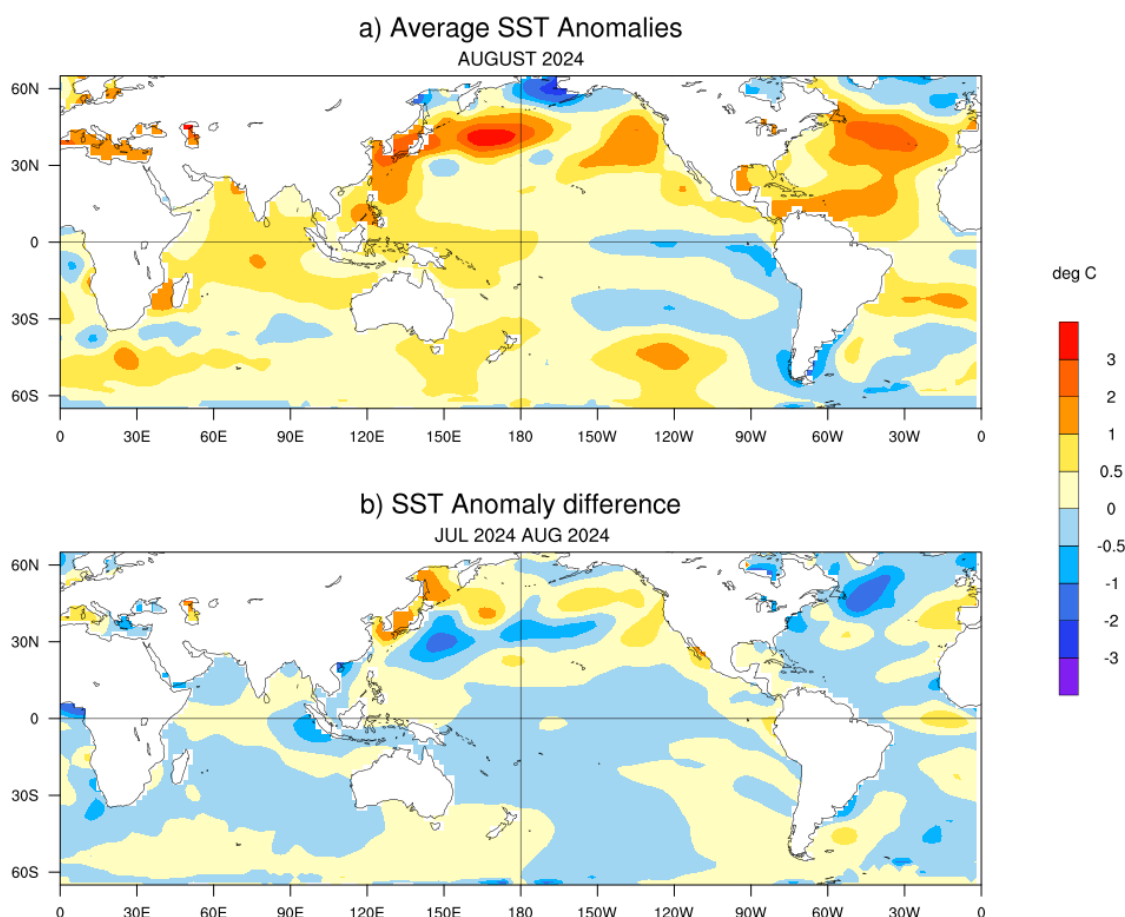 a) Average SST Anomalies
AUGUST 2024
60N
30N
0
30S
60S
0 30E 60E 90E 120E 150E 180 150W 120W 90W 60W 30W 0
b) SST Anomaly difference
JUL 2024 AUG 2024
60N
30N
0
30S
60S
0 30E 60E 90E 120E 150E 180 150W 120W 90W 60W 30W 0
deg C
3
2
1
0.5
0
-0.5
-1
-2
-3